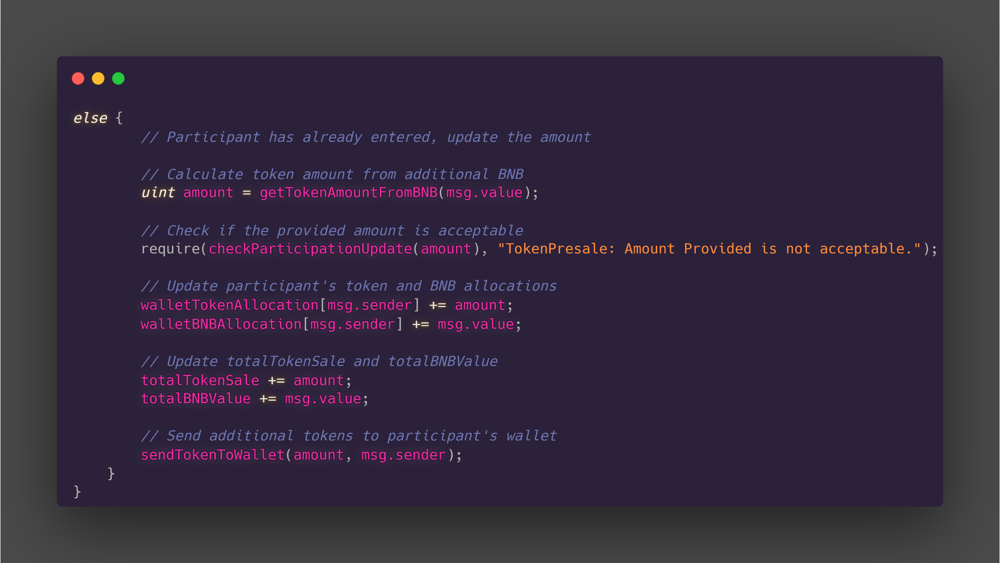 else {
// Participant has already entered, update the amount
// Calculate token amount from additional BNB
uint amount = getTokenAmountFromBNB(msg.value);
// Check if the provided amount is acceptable
require(checkParticipationUpdate(amount), "TokenPresale: Amount Provided is not acceptable.");
// Update participant's token and BNB allocations
walletTokenAllocation[msg.sender] += amount;
walletBNBAllocation[msg.sender] += msg.value;
// Update totalTokenSale and totalBNBValue
totalTokenSale += amount;
totalBNBValue += msg.value;
// Send additional tokens to participant's wallet
sendTokenToWallet(amount, msg.sender);
}
}